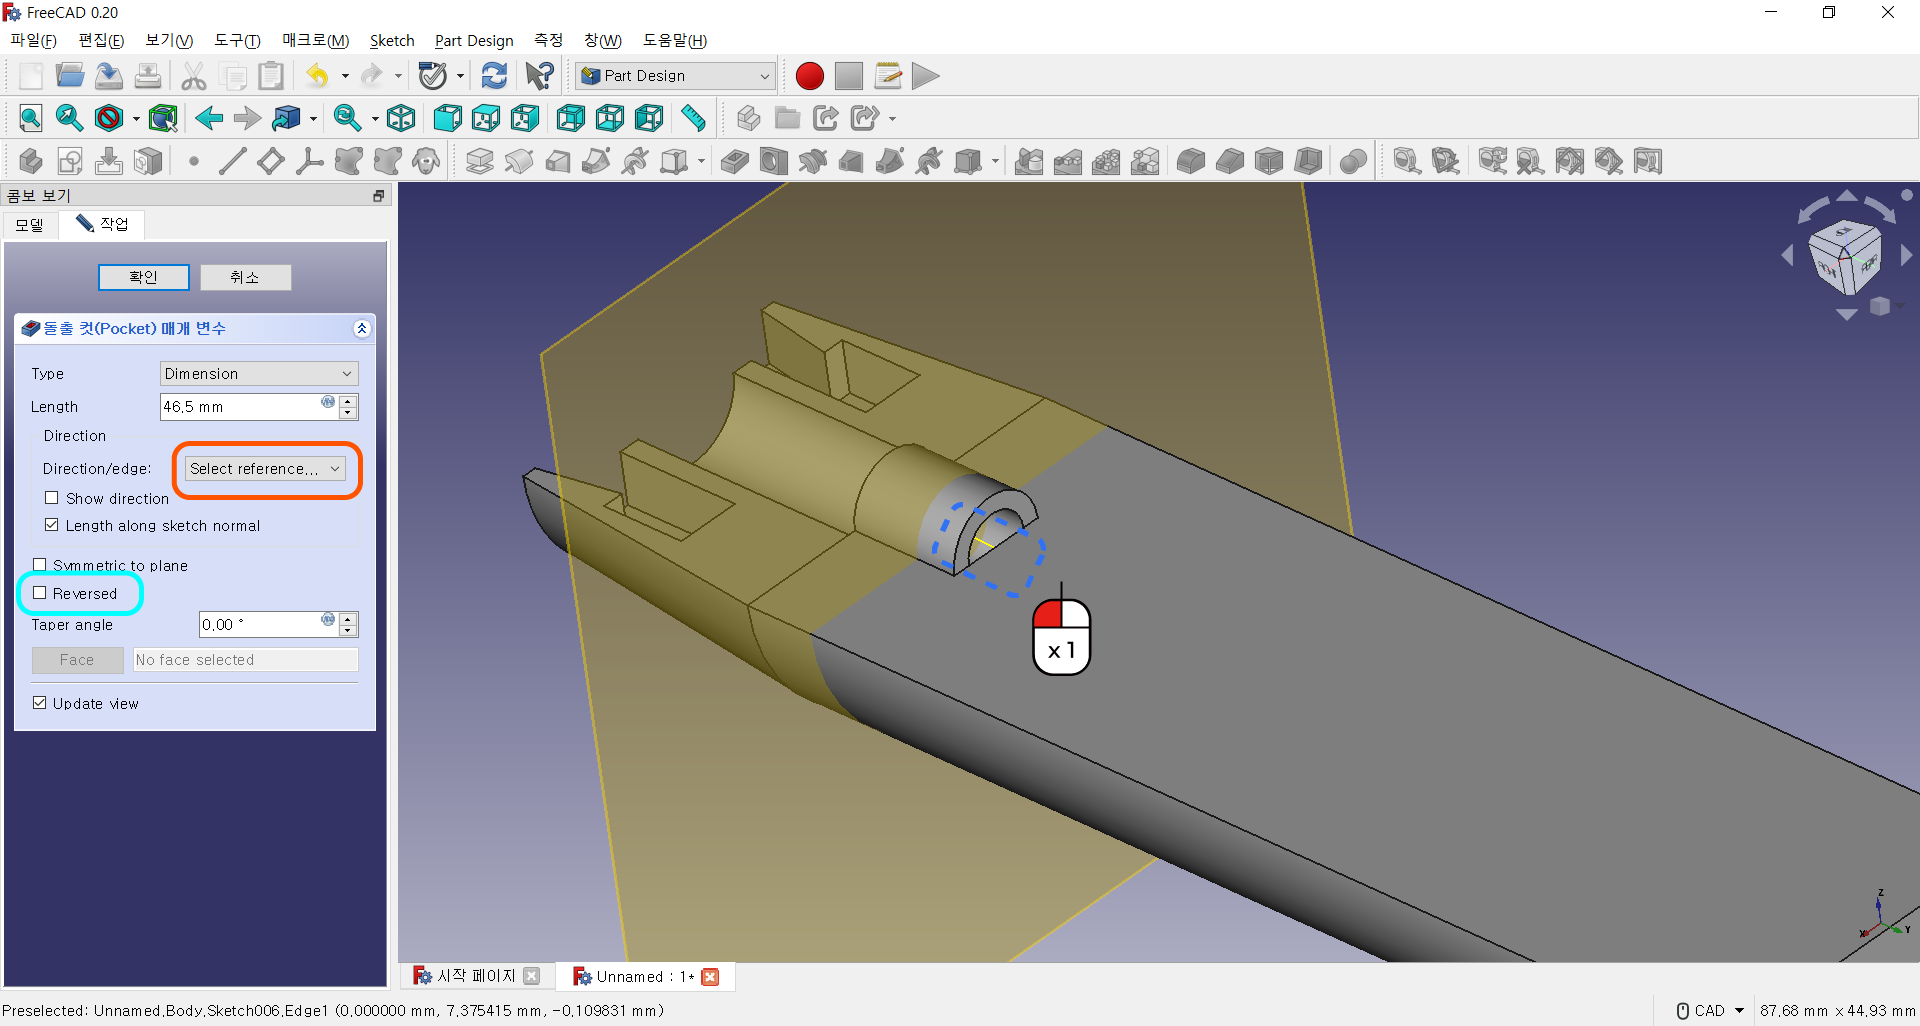 FreeCAD 0.20
파일(F) 편집(E) 보기(V) 도구(T) 매크로(M) Sketch Part Design 측정 창(W) 도움말(H)
Part Design
콤보 보기
모델 작업
확인 취소
돌출 컷(Pocket) 매개 변수
Type Dimension
Length 46.5 mm
Direction
Direction/edge: Select reference...
Show direction
Length along sketch normal
Symmetric to plane
Reversed
Taper angle 0.00 °
Face No face selected
Update view
x 1
Z
X Y
시작 페이지 Unnamed : 1*
Preselected: Unnamed.Body.Sketch006.Edge1 (0.000000 mm, 7.375415 mm, -0.109831 mm) CAD 87.68 mm x 44.93 mm